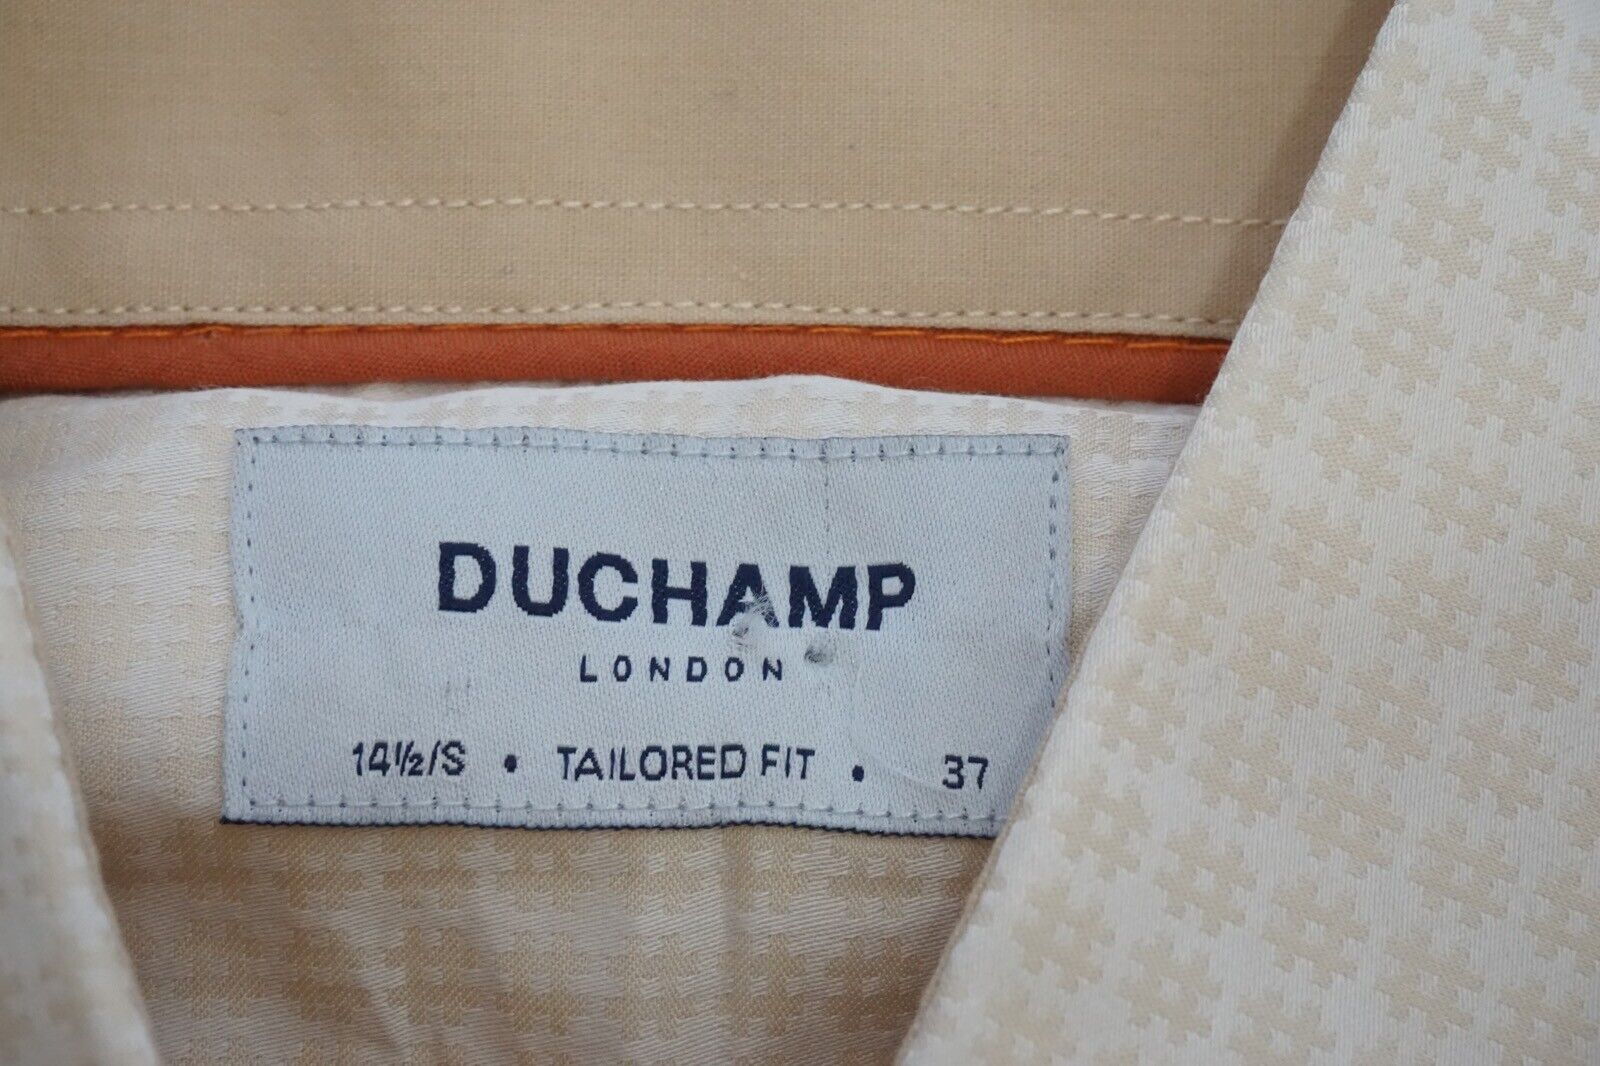 DUCHAMP
LONDON
14½/S • TAILORED FIT • 37